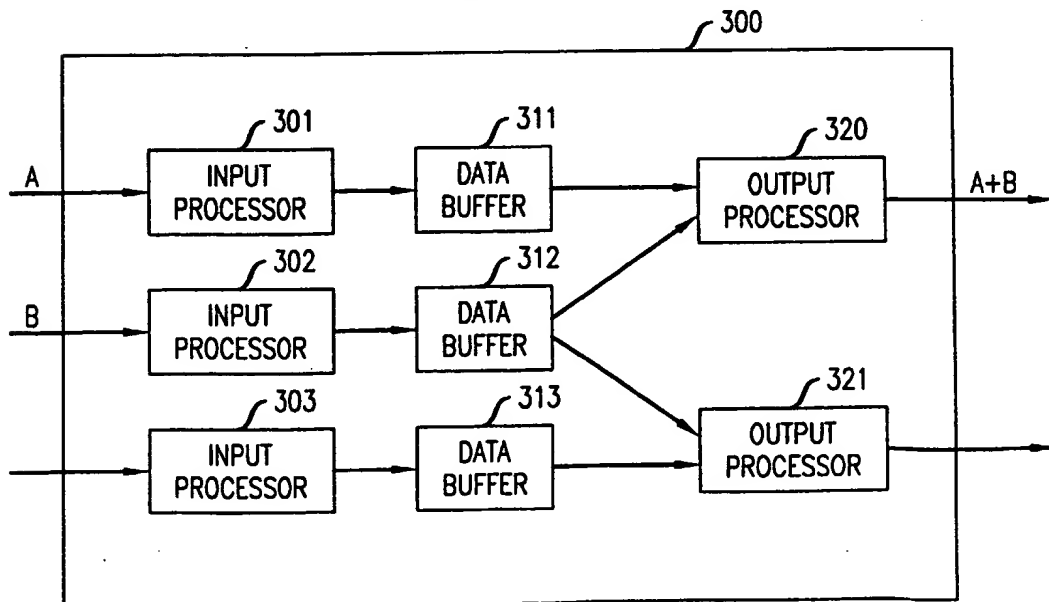 300
301
311
320
A
INPUT
PROCESSOR
DATA
BUFFER
OUTPUT
PROCESSOR
A+B
302
312
B
INPUT
PROCESSOR
DATA
BUFFER
303
313
321
INPUT
PROCESSOR
DATA
BUFFER
OUTPUT
PROCESSOR